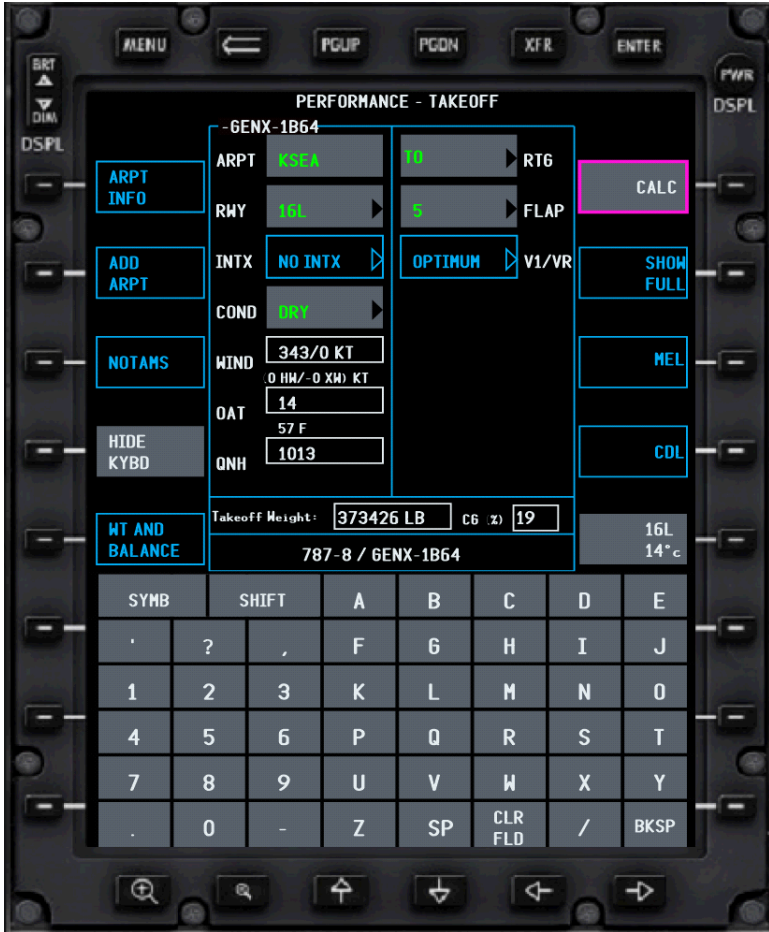 MENU PGUP PGDN XFR ENTER
BRT
DIM
DSPL
PWR
DSPL
PERFORMANCE - TAKEOFF
-GENX-1B64
ARPT KSEA TO RTG
ARPT
INFO
CALC
RWY 16L 5 FLAP
ADD
ARPT
INTX NO INTX OPTIMUM V1/VR
SHOW
FULL
COND DRY
NOTAMS
WIND 343/0 KT
(0 HW/-0 XW) KT
MEL
OAT 14
57 F
HIDE
KYBD
QNH 1013
CDL
Takeoff Weight: 373426 LB CG (%) 19
WT AND
BALANCE
787-8 / GENX-1B64
16L
14°c
SYMB SHIFT A B C D E
' ? , F G H I J
1 2 3 K L M N O
4 5 6 P Q R S T
7 8 9 U V W X Y
. 0 - Z SP CLR
FLD / BKSP